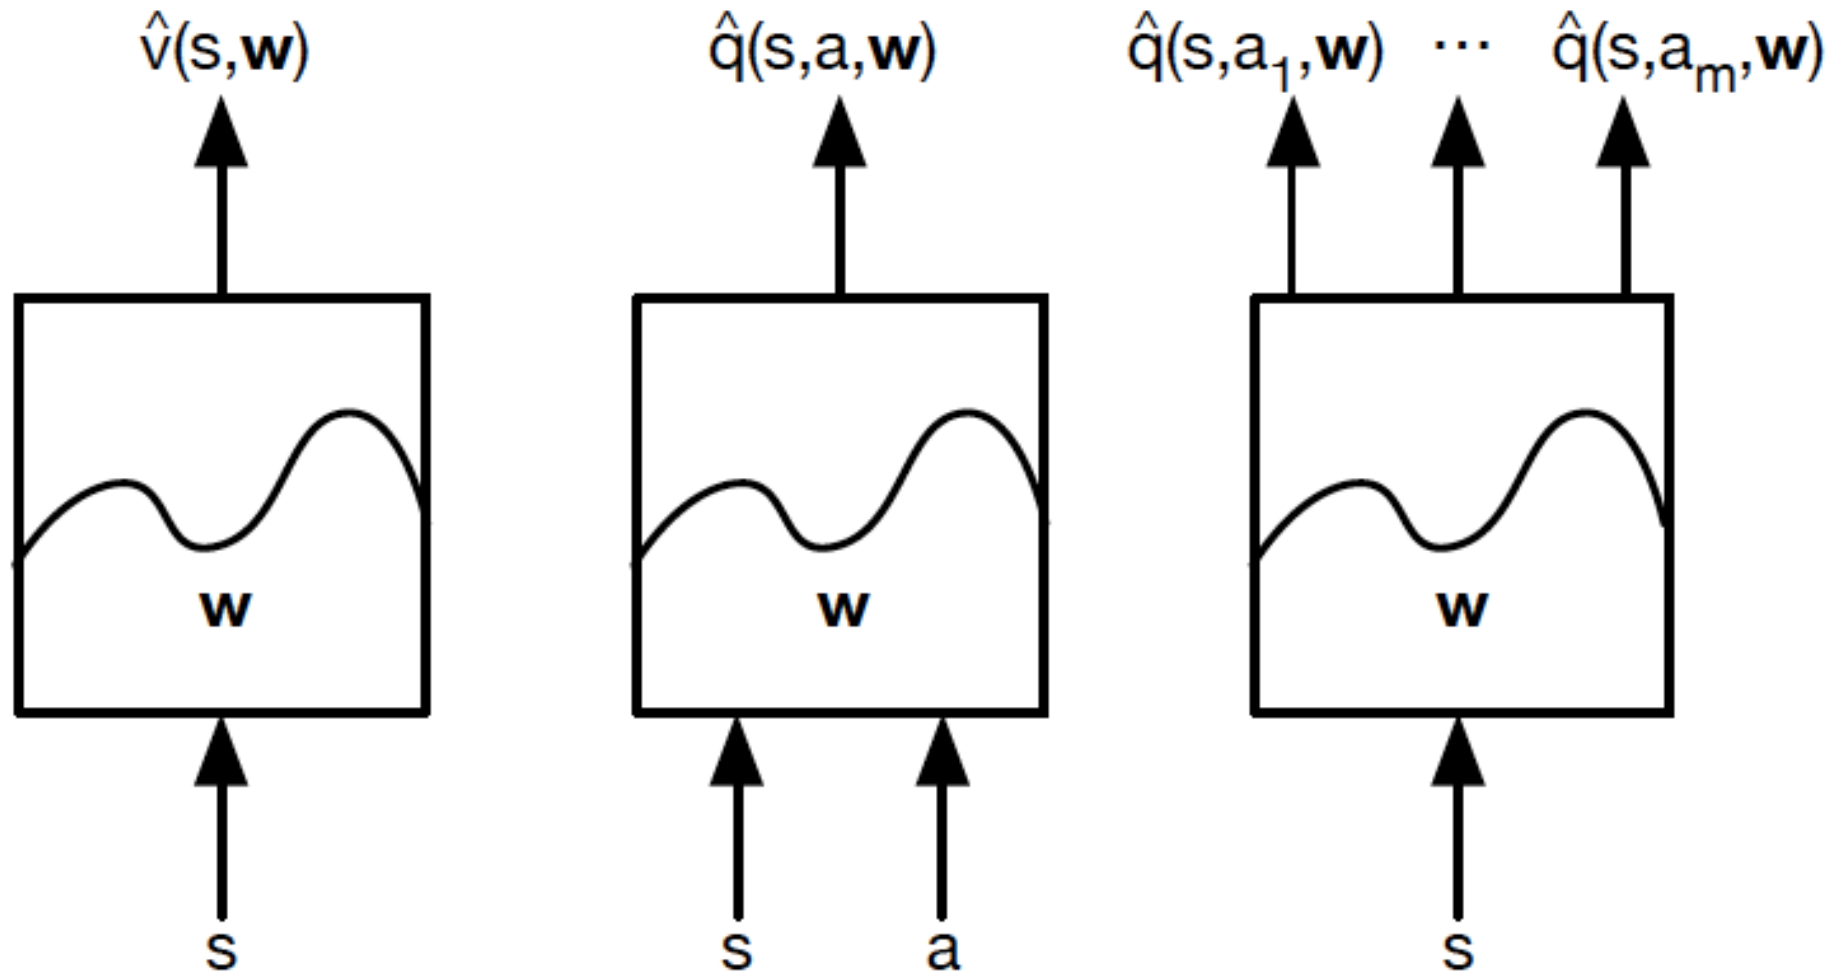 v̂(s,w) q̂(s,a,w) q̂(s,a₁,w) ··· q̂(s,aₘ,w)
w w w
s s a s